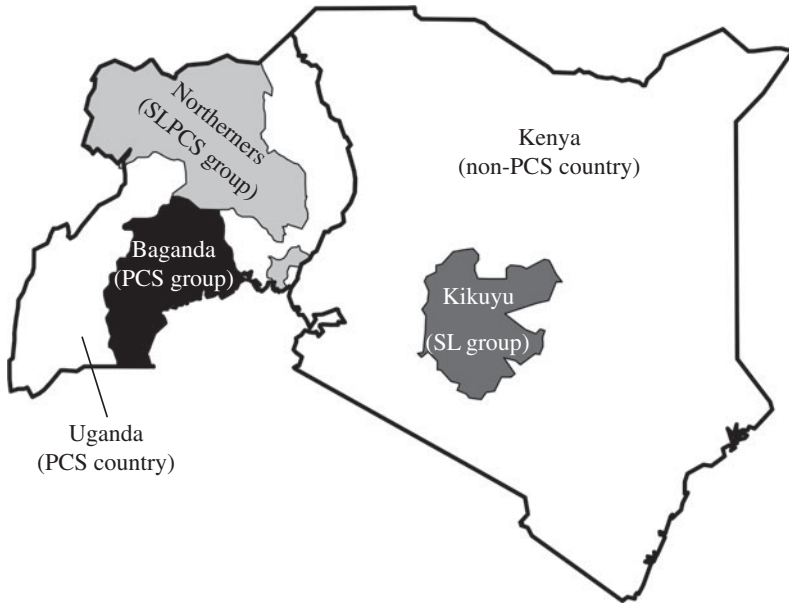 Northerners
(SLPCS group)
Kenya
(non-PCS country)
Baganda
(PCS group)
Kikuyu
(SL group)
Uganda
(PCS country)